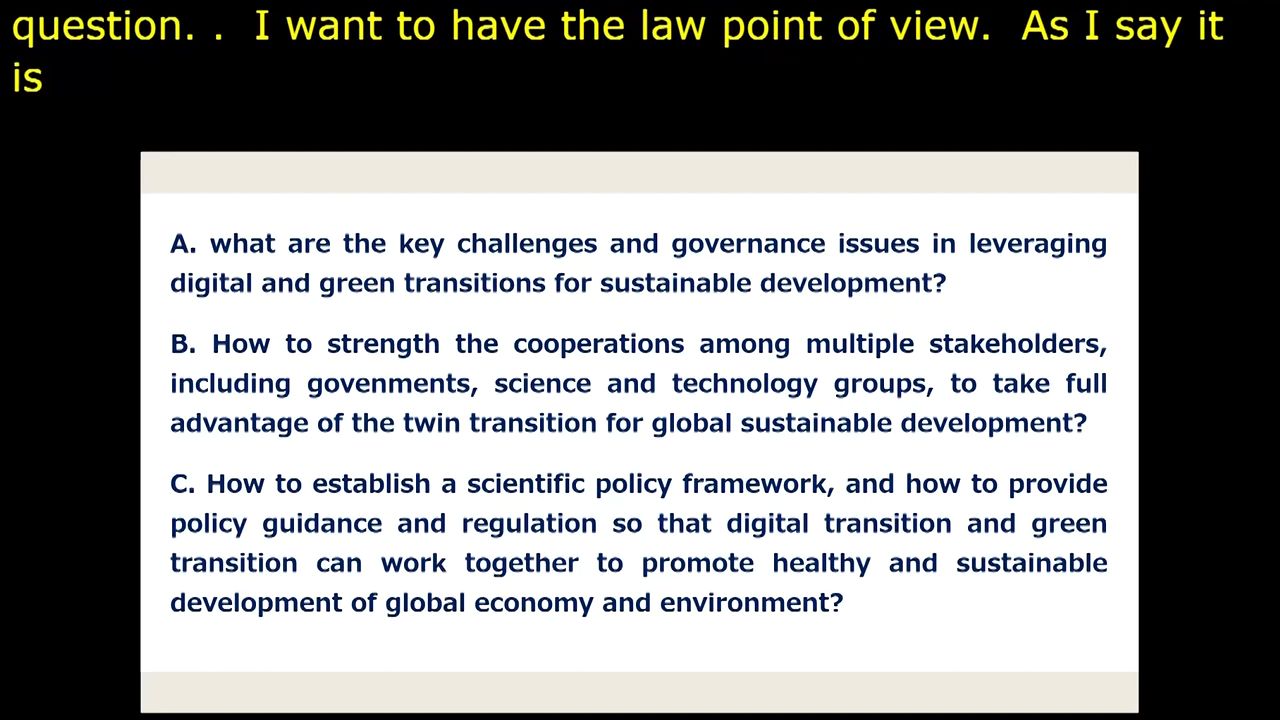 question. .  I want to have the law point of view.  As I say it
is
A. what are the key challenges and governance issues in leveraging
digital and green transitions for sustainable development?
B. How to strength the cooperations among multiple stakeholders,
including govenments, science and technology groups, to take full
advantage of the twin transition for global sustainable development?
C. How to establish a scientific policy framework, and how to provide
policy guidance and regulation so that digital transition and green
transition can work together to promote healthy and sustainable
development of global economy and environment?